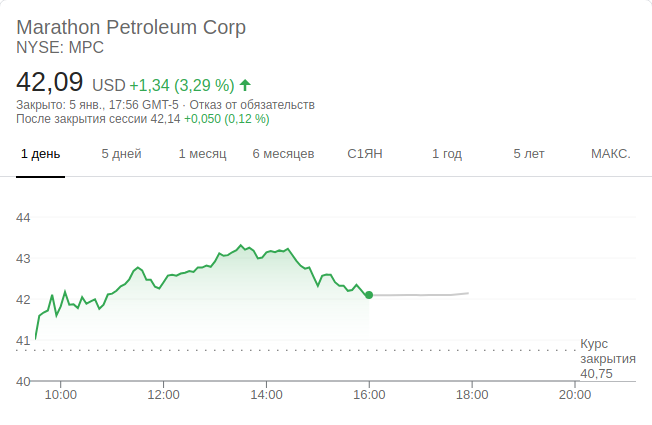 Marathon Petroleum Corp
NYSE: MPC
42,09 USD +1,34 (3,29 %)
Закрыто: 5 янв., 17:56 GMT-5 · Отказ от обязательств
После закрытия сессии 42,14 +0,050 (0,12 %)
1 день 5 дней 1 месяц 6 месяцев С1ЯН 1 год 5 лет МАКС.
44
43
42
41
Курс
закрытия
40,75
40
10:00 12:00 14:00 16:00 18:00 20:00